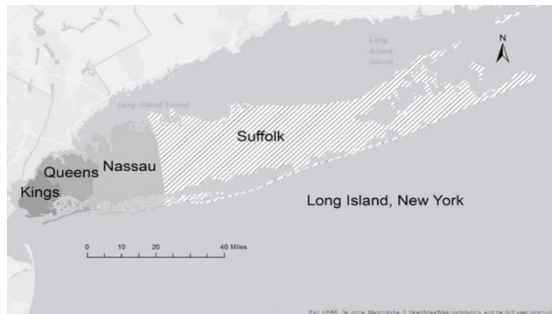 Long
Island
Sound
N
Long Island Sound
Suffolk
Nassau
Queens
Kings
Long Island, New York
0 10 20 40 Miles